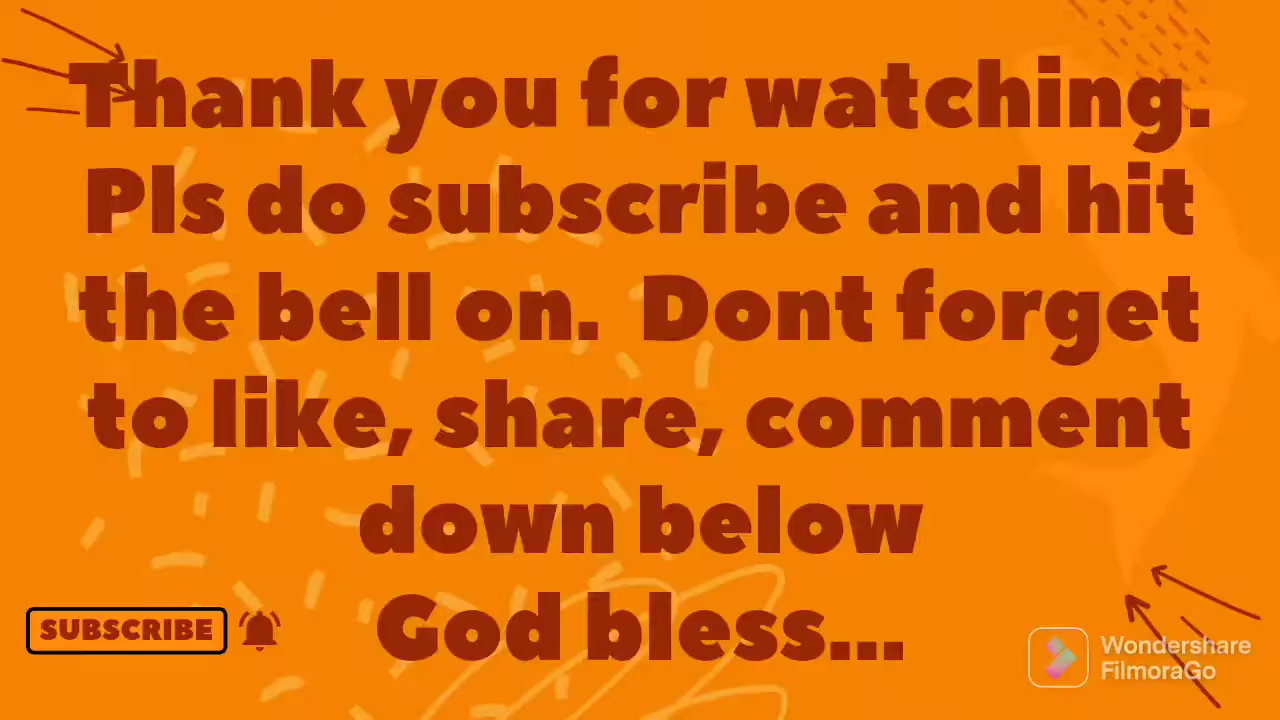 Thank you for watching.
Pls do subscribe and hit
the bell on.  Dont forget
to like, share, comment
down below
God bless...
SUBSCRIBE
Wondershare
FilmoraGo